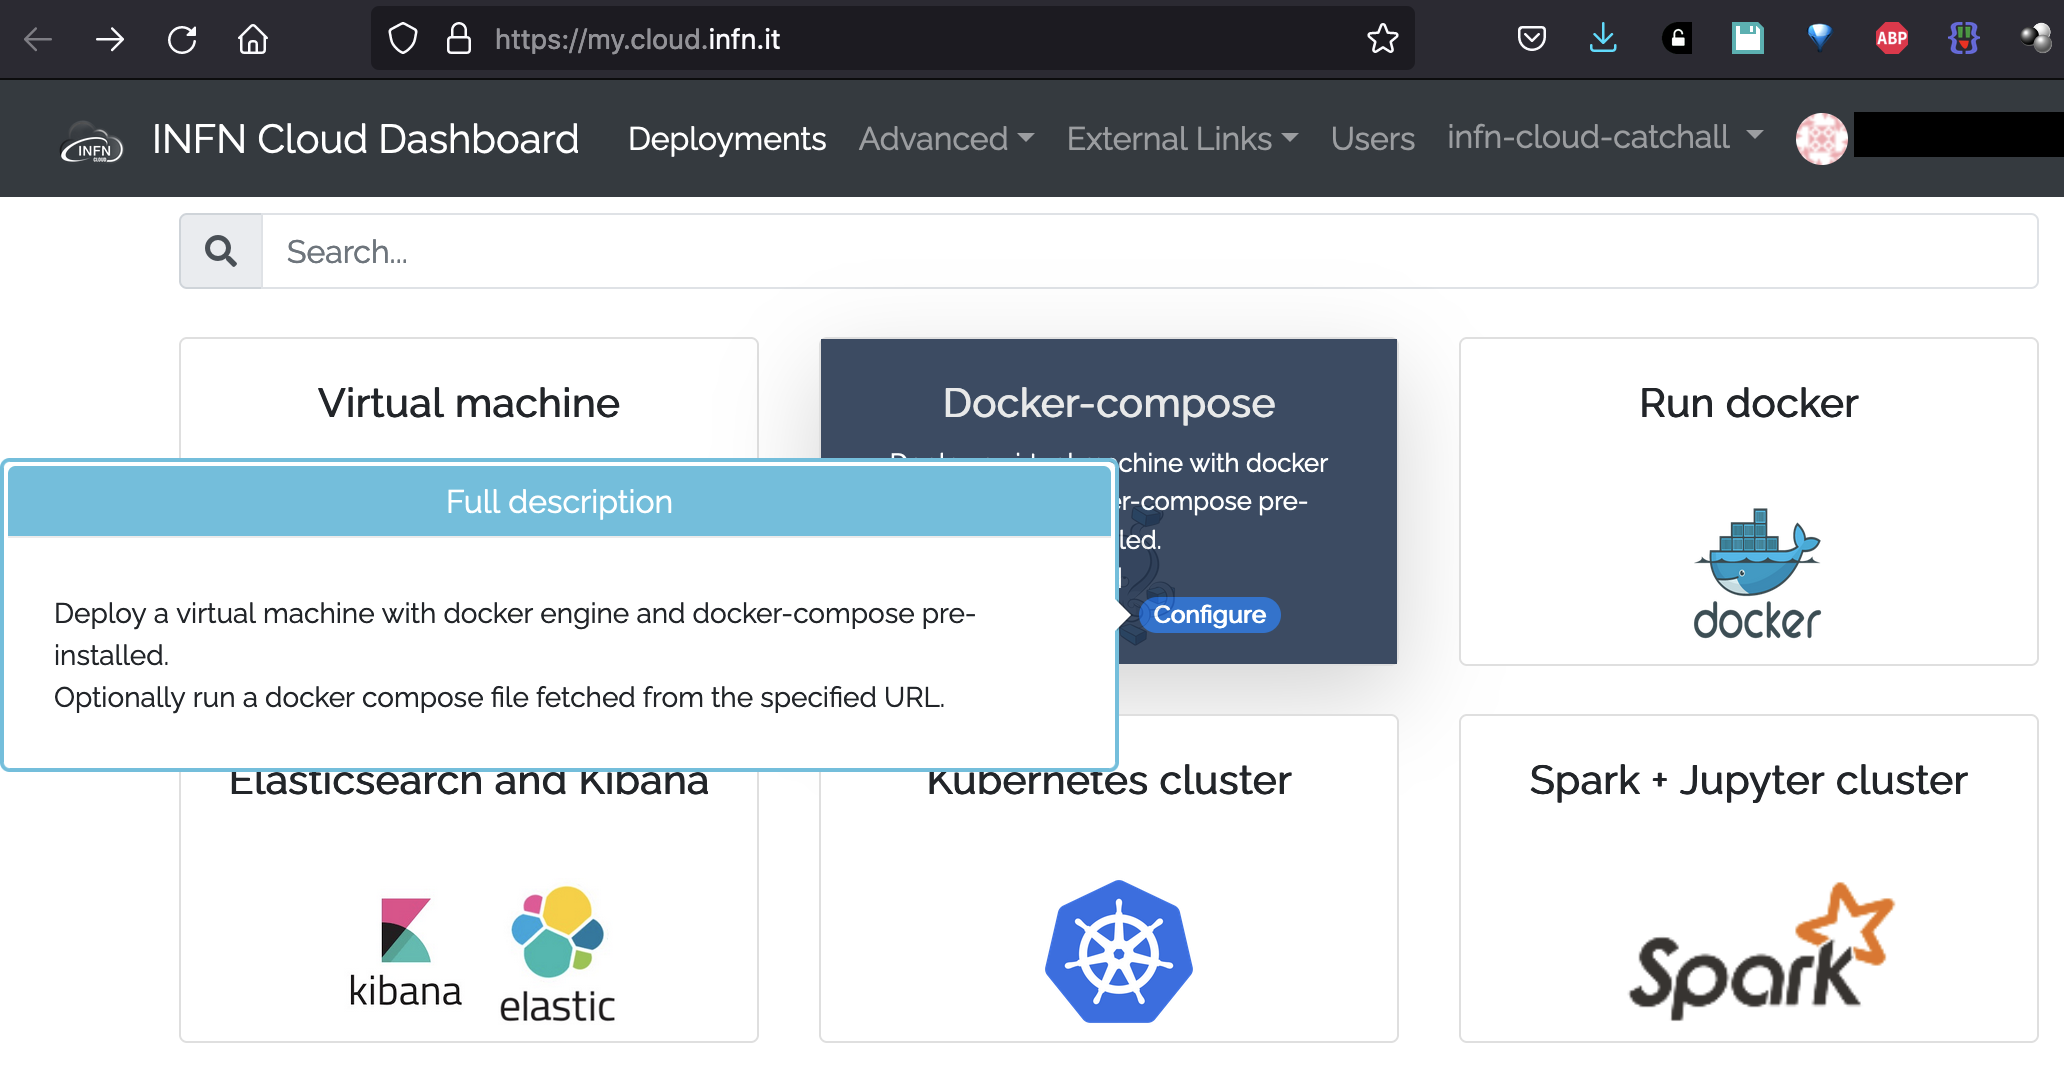 https://my.cloud.infn.it
ABP
INFN
CLOUD
INFN Cloud Dashboard
Deployments
Advanced
External Links
Users
infn-cloud-catchall
Search...
Virtual machine
Docker-compose
Run docker
chine with docker
er-compose pre-
led.
Configure
docker
Full description
Deploy a virtual machine with docker engine and docker-compose pre-
installed.
Optionally run a docker compose file fetched from the specified URL.
Elasticsearch and Kibana
Kubernetes cluster
Spark + Jupyter cluster
kibana
elastic
Spark